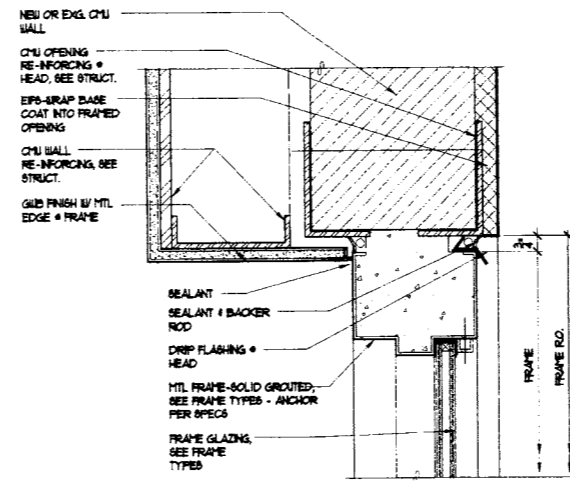 NEW OR EXG. CMU
WALL
CMU OPENING
RE-INFORCING @
HEAD, SEE STRUCT.
EIFS-WRAP BASE
COAT INTO FRAMED
OPENING
CMU WALL
RE-INFORCING, SEE
STRUCT.
GWB FINISH W/ MTL
EDGE @ FRAME
SEALANT
SEALANT & BACKER
ROD
DRIP FLASHING @
HEAD
MTL FRAME-SOLID GROUTED,
SEE FRAME TYPES - ANCHOR
PER SPECS
FRAME GLAZING,
SEE FRAME
TYPES
3/4"
FRAME
FRAME R.O.